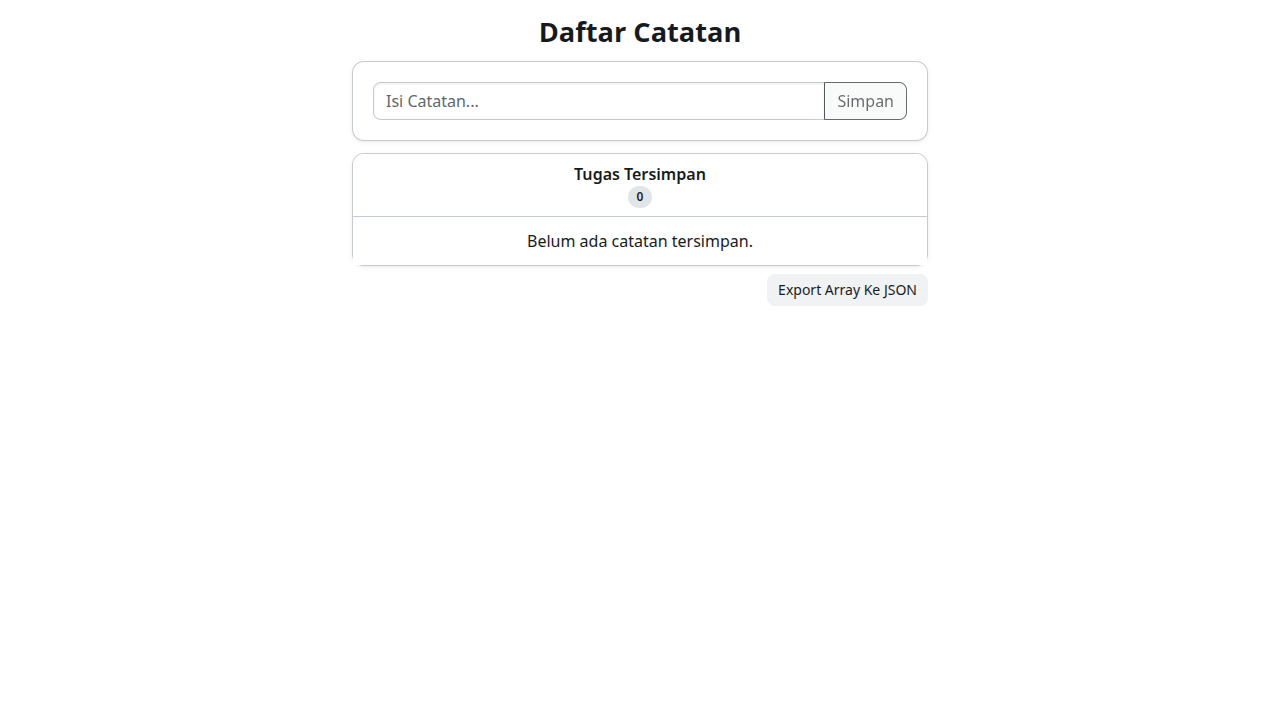 Daftar Catatan
Isi Catatan...
Simpan
Tugas Tersimpan
0
Belum ada catatan tersimpan.
Export Array Ke JSON